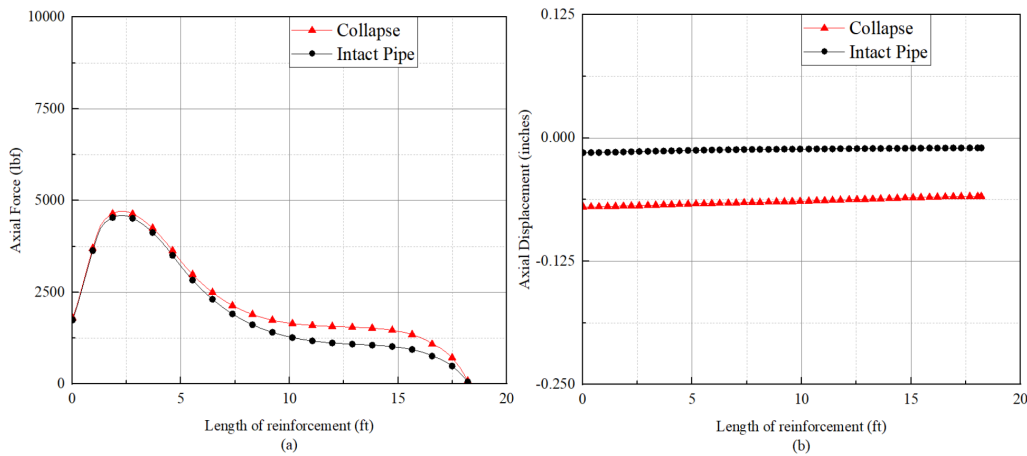 10000
7500
5000
2500
0
Axial Force (lbf)
Collapse
Intact Pipe
0 5 10 15 20
Length of reinforcement (ft)
(a)
0.125
0.000
-0.125
-0.250
Axial Displacement (inches)
Collapse
Intact Pipe
0 5 10 15 20
Length of reinforcement (ft)
(b)